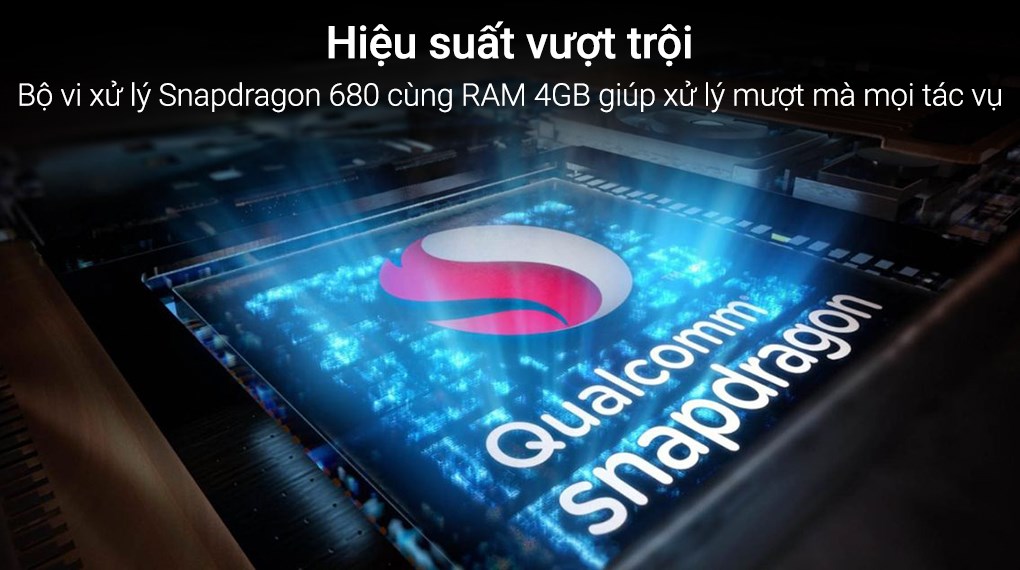 Hiệu suất vượt trội
Bộ vi xử lý Snapdragon 680 cùng RAM 4GB giúp xử lý mượt mà mọi tác vụ
Qualcomm
snapdragon